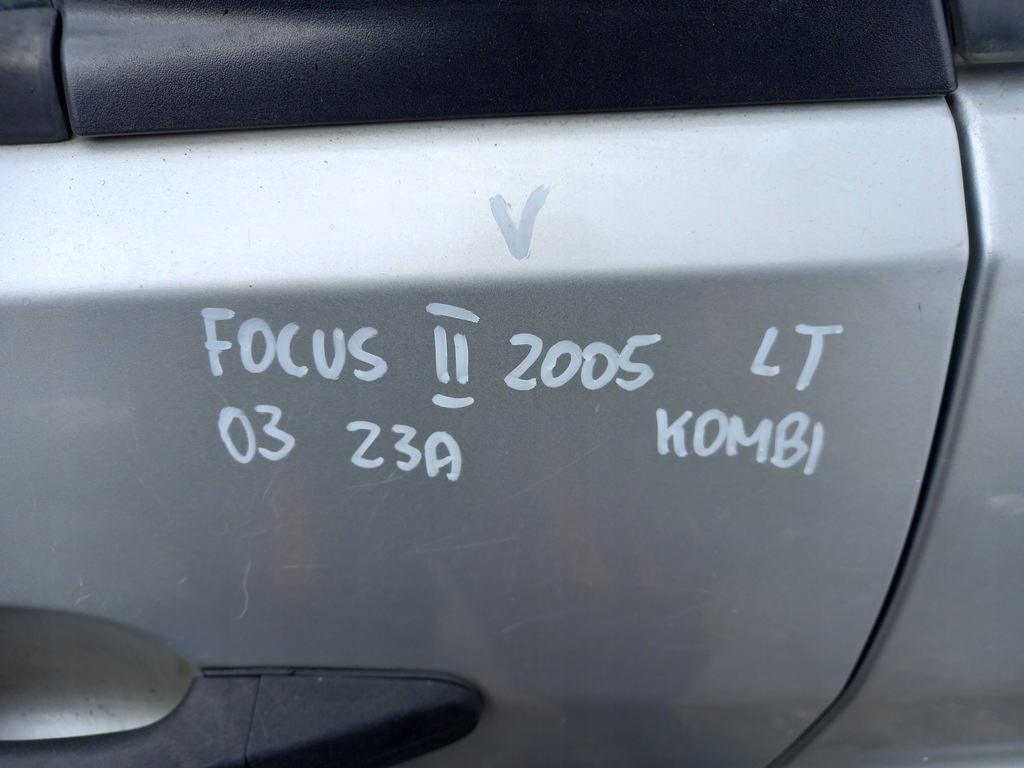 V
FOCUS II 2005 LT
03 23A KOMBI